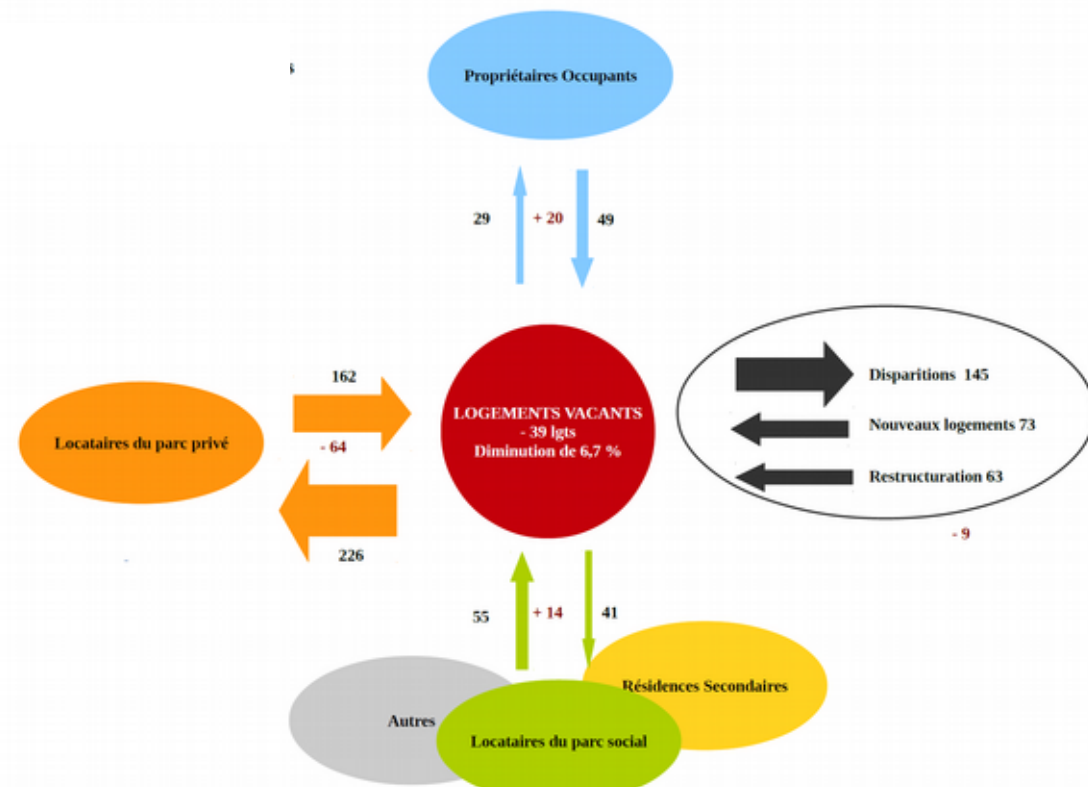 s
Propriétaires Occupants
29
+ 20
49
162
Locataires du parc privé
- 64
226
LOGEMENTS VACANTS
- 39 lgts
Diminution de 6,7 %
Disparitions 145
Nouveaux logements 73
Restructuration 63
- 9
55
+ 14
41
Résidences Secondaires
Autres
Locataires du parc social